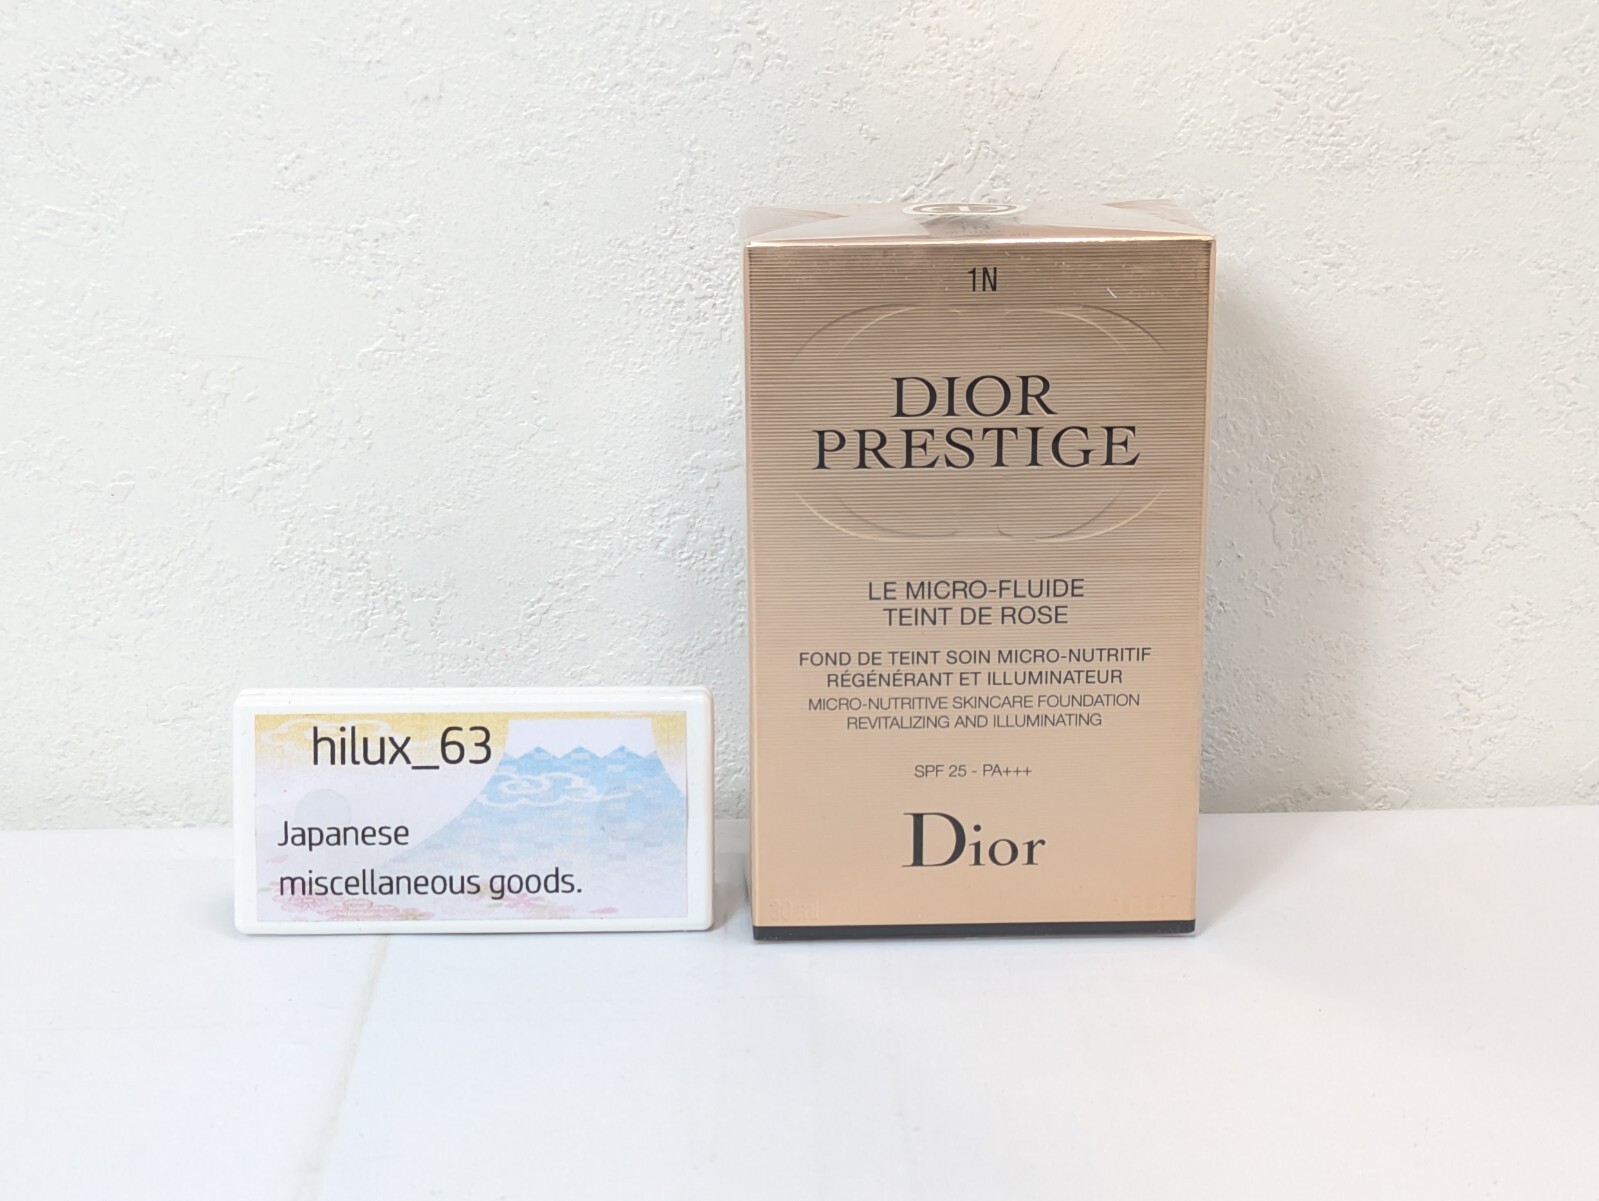 hilux_63
Japanese
miscellaneous goods.
1N
DIOR
PRESTIGE
LE MICRO-FLUIDE
TEINT DE ROSE
FOND DE TEINT SOIN MICRO-NUTRITIF
RÉGÉNÉRANT ET ILLUMINATEUR
MICRO-NUTRITIVE SKINCARE FOUNDATION
REVITALIZING AND ILLUMINATING
SPF 25 - PA+++
Dior